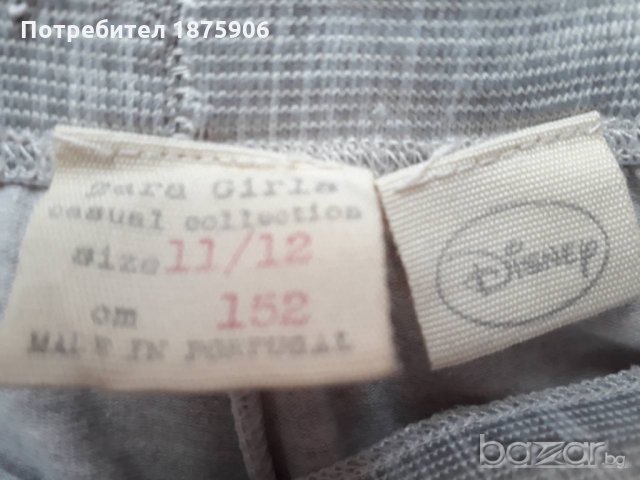 Потребител 1875906
Zara Girls
casual collection
size 11/12
cm 152
MADE IN PORTUGAL
Disney
bazar.bg